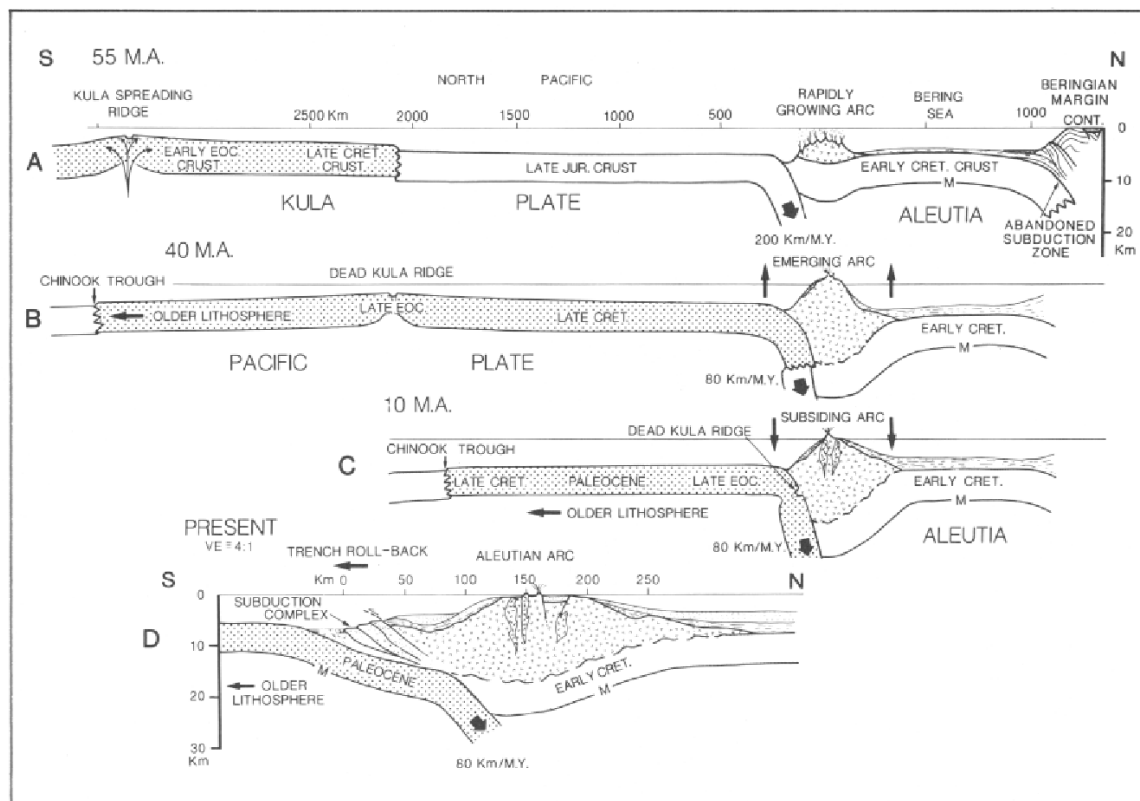 S
55 M.A.
N
NORTH PACIFIC
KULA SPREADING
RIDGE
RAPIDLY
GROWING ARC
BERING
SEA
BERINGIAN
MARGIN
CONT.
2500 Km
2000
1500
1000
500
1000
0
10
20
Km
A
EARLY EOC.
CRUST
LATE CRET.
CRUST
LATE JUR. CRUST
EARLY CRET. CRUST
M
KULA
PLATE
ALEUTIA
200 Km/M.Y.
ABANDONED
SUBDUCTION
ZONE
40 M.A.
CHINOOK TROUGH
DEAD KULA RIDGE
EMERGING ARC
B
OLDER LITHOSPHERE
LATE EOC.
LATE CRET.
EARLY CRET.
M
PACIFIC
PLATE
80 Km/M.Y.
10 M.A.
SUBSIDING ARC
DEAD KULA RIDGE
CHINOOK TROUGH
C
LATE CRET.
PALEOCENE
LATE EOC.
EARLY CRET.
M
OLDER LITHOSPHERE
80 Km/M.Y.
ALEUTIA
PRESENT
VE = 4:1
TRENCH ROLL-BACK
ALEUTIAN ARC
S
N
Km 0 50 100 150 200 250
0
10
20
30
Km
SUBDUCTION
COMPLEX
D
M
PALEOCENE
EARLY CRET.
M
OLDER
LITHOSPHERE
80 Km/M.Y.